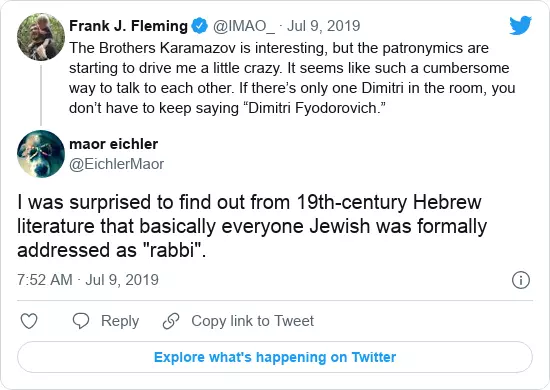 Frank J. Fleming @IMAO_ · Jul 9, 2019
The Brothers Karamazov is interesting, but the patronymics are
starting to drive me a little crazy. It seems like such a cumbersome
way to talk to each other. If there's only one Dimitri in the room, you
don't have to keep saying “Dimitri Fyodorovich.”
maor eichler
@EichlerMaor
I was surprised to find out from 19th-century Hebrew
literature that basically everyone Jewish was formally
addressed as "rabbi".
7:52 AM · Jul 9, 2019
Reply Copy link to Tweet
Explore what's happening on Twitter